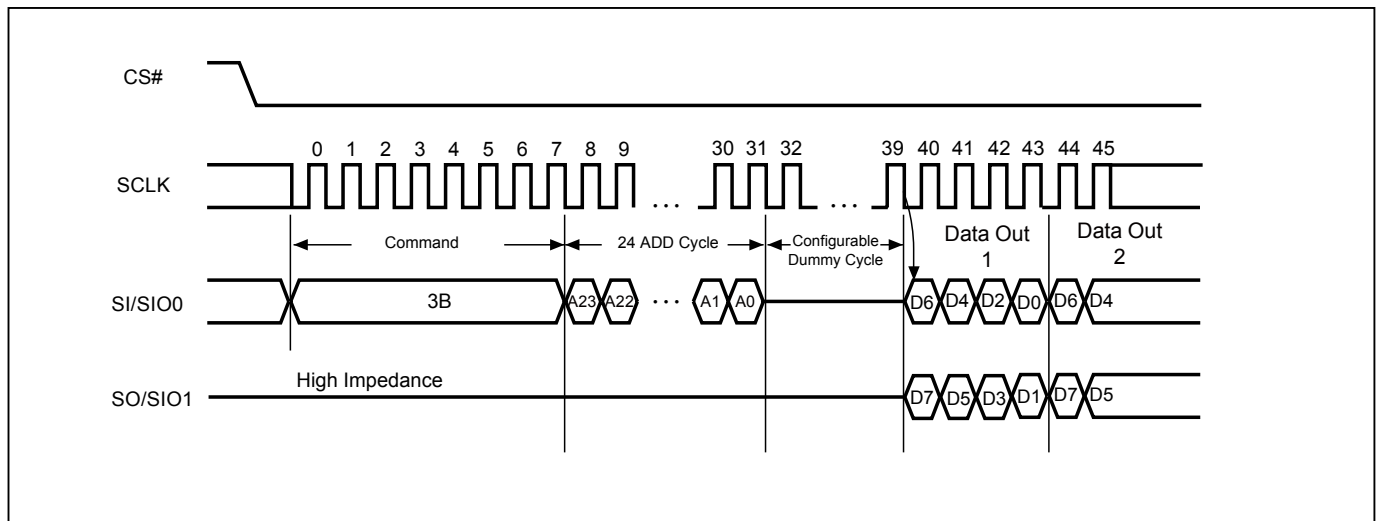 CS#
0 1 2 3 4 5 6 7 8 9 30 31 32 39 40 41 42 43 44 45
SCLK
... ...
Command 24 ADD Cycle Configurable Dummy Cycle Data Out 1 Data Out 2
SI/SIO0 3B A23 A22 ... A1 A0 D6 D4 D2 D0 D6 D4
High Impedance
SO/SIO1 D7 D5 D3 D1 D7 D5